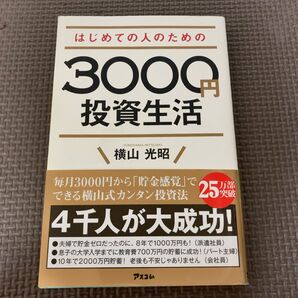 はじめての人のための
3000円
投資生活
YOKOYAMA MITSUAKI
横山 光昭
毎月3000円から「貯金感覚」で
できる横山式カンタン投資法
25万部
突破
4千人が大成功!
●夫婦で貯金ゼロだったのに、8年で1000万円も!(派遣社員)
●息子の大学入学までに教育費700万円の貯蓄に成功!(パート主婦)
●10年で2000万円貯蓄! 老後も不安じゃありません(会社員)
アスコム